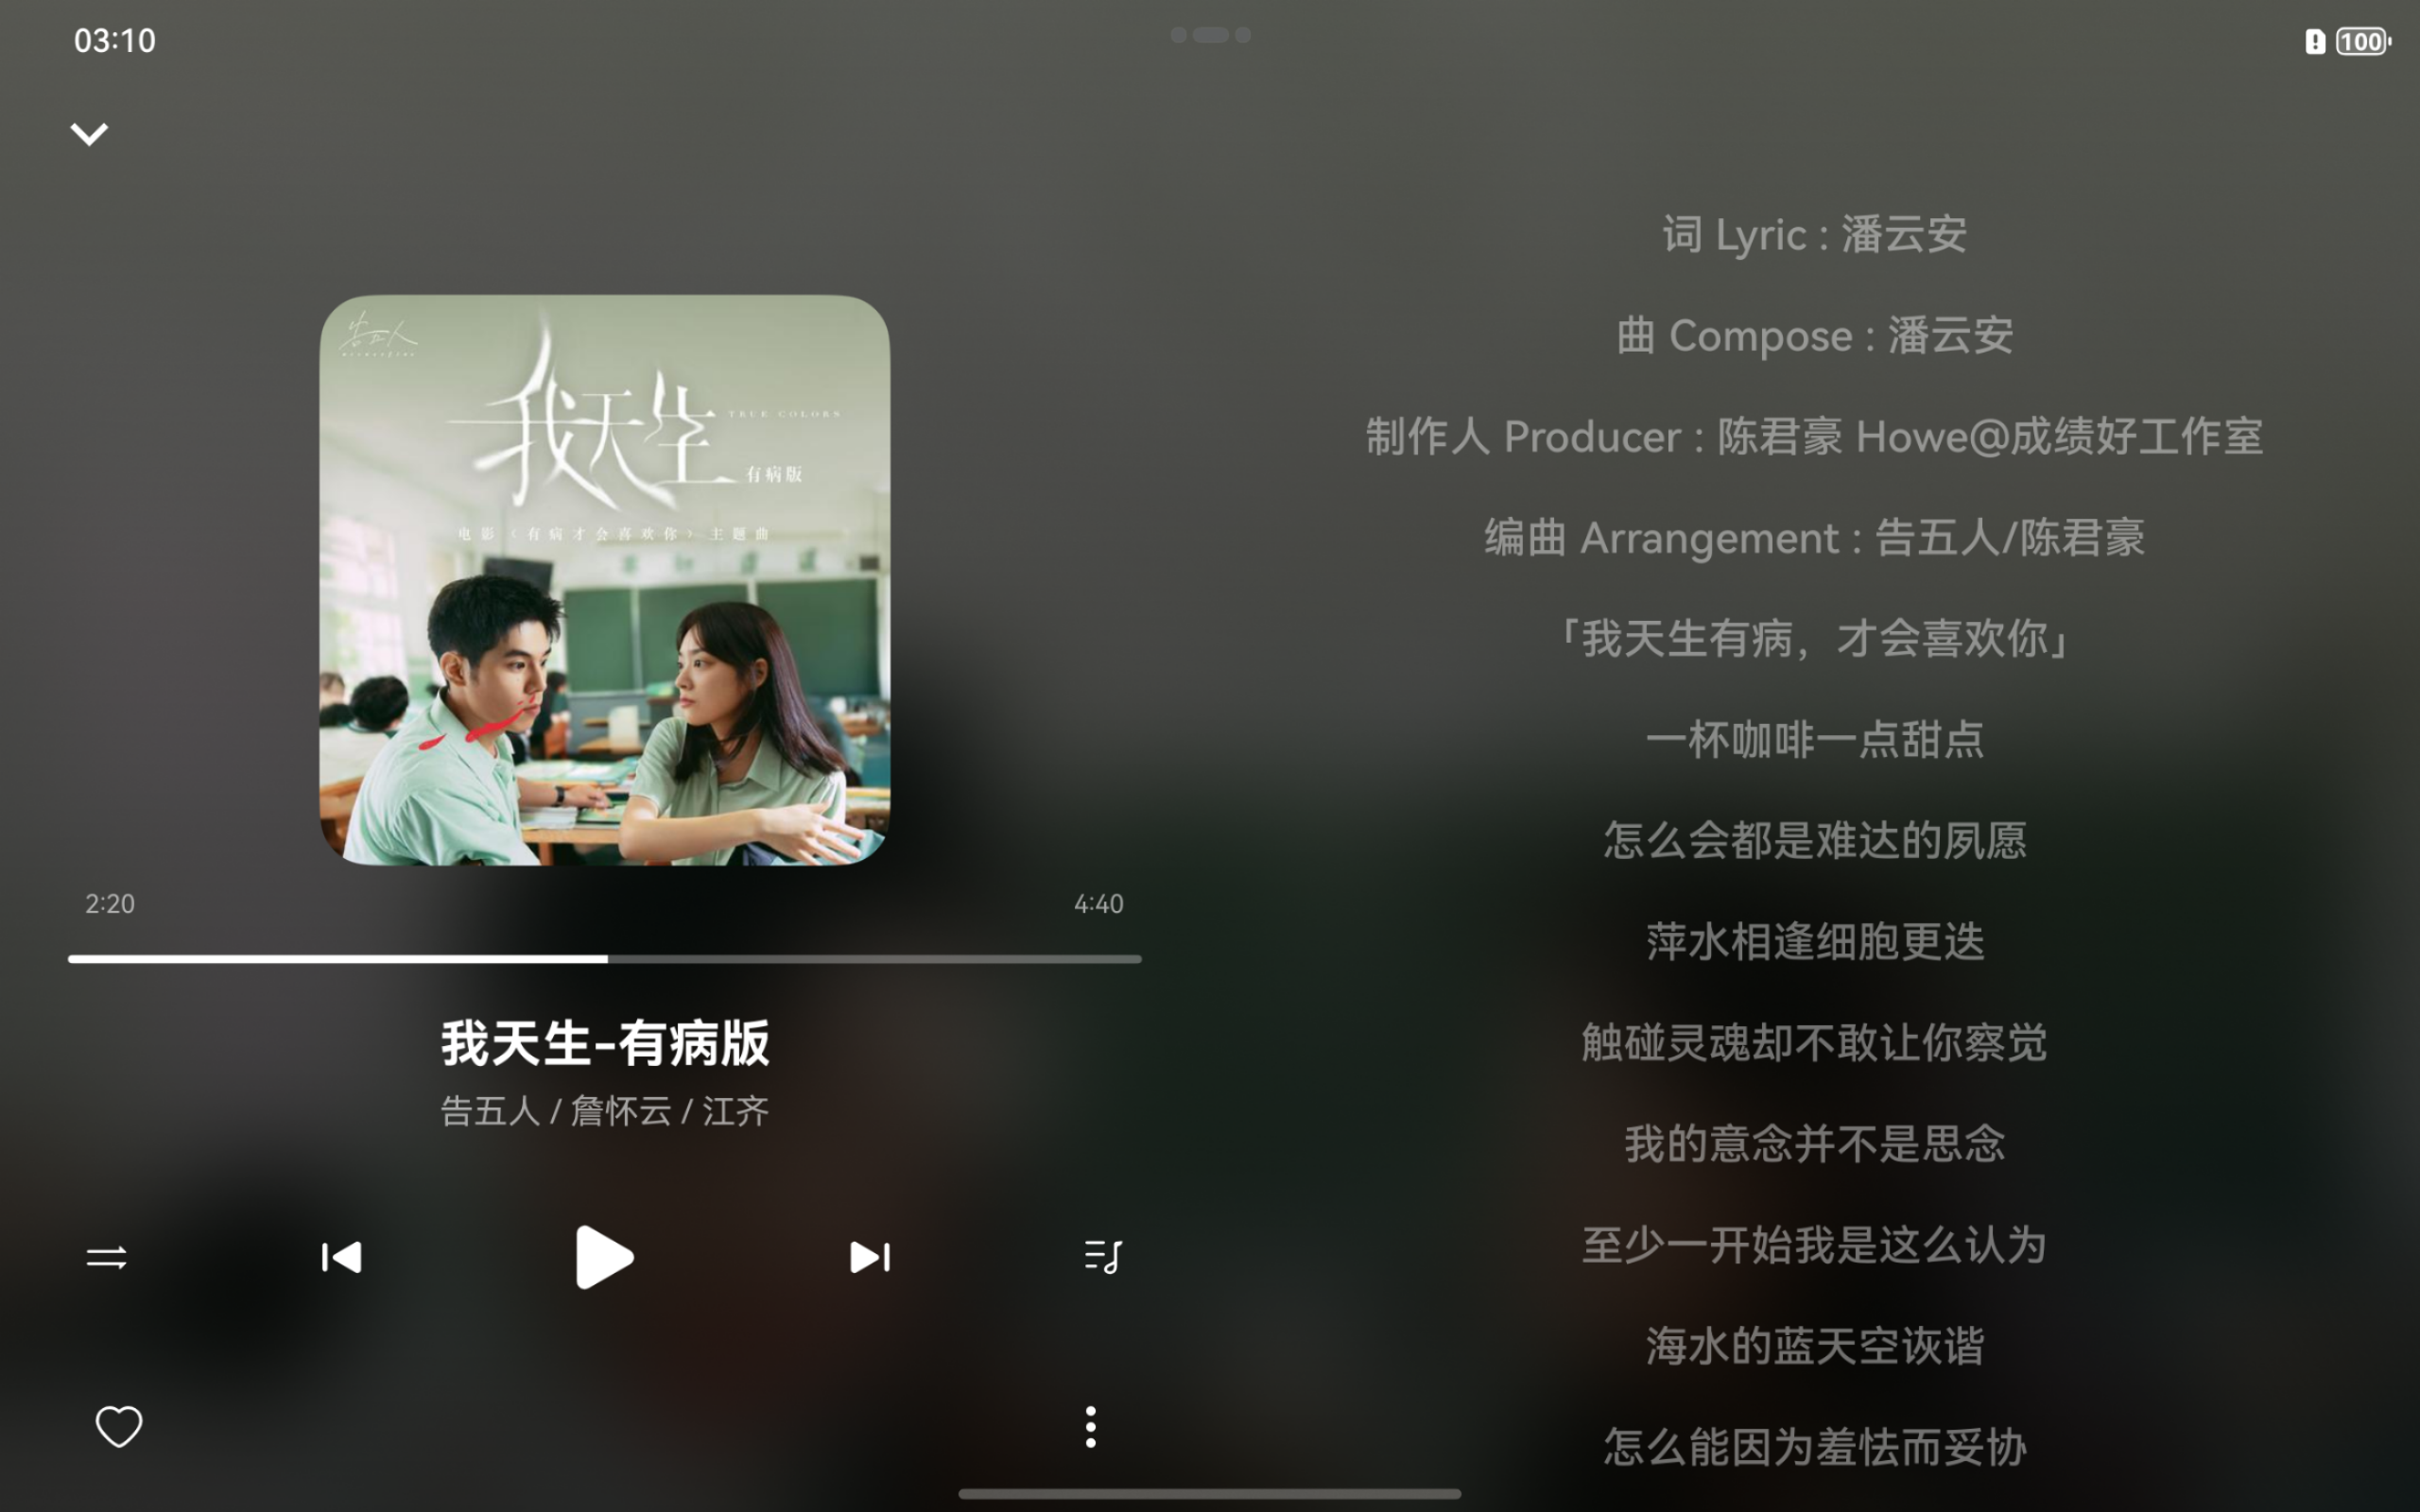 03:10
100
告五人
我天生
TRUE COLORS
有病版
电影《有病才会喜欢你》主题曲
2:20
4:40
我天生-有病版
告五人 / 詹怀云 / 江齐
词 Lyric : 潘云安
曲 Compose : 潘云安
制作人 Producer : 陈君豪 Howe@成绩好工作室
编曲 Arrangement : 告五人/陈君豪
「我天生有病，才会喜欢你」
一杯咖啡一点甜点
怎么会都是难达的夙愿
萍水相逢细胞更迭
触碰灵魂却不敢让你察觉
我的意念并不是思念
至少一开始我是这么认为
海水的蓝天空诙谐
怎么能因为羞怯而妥协